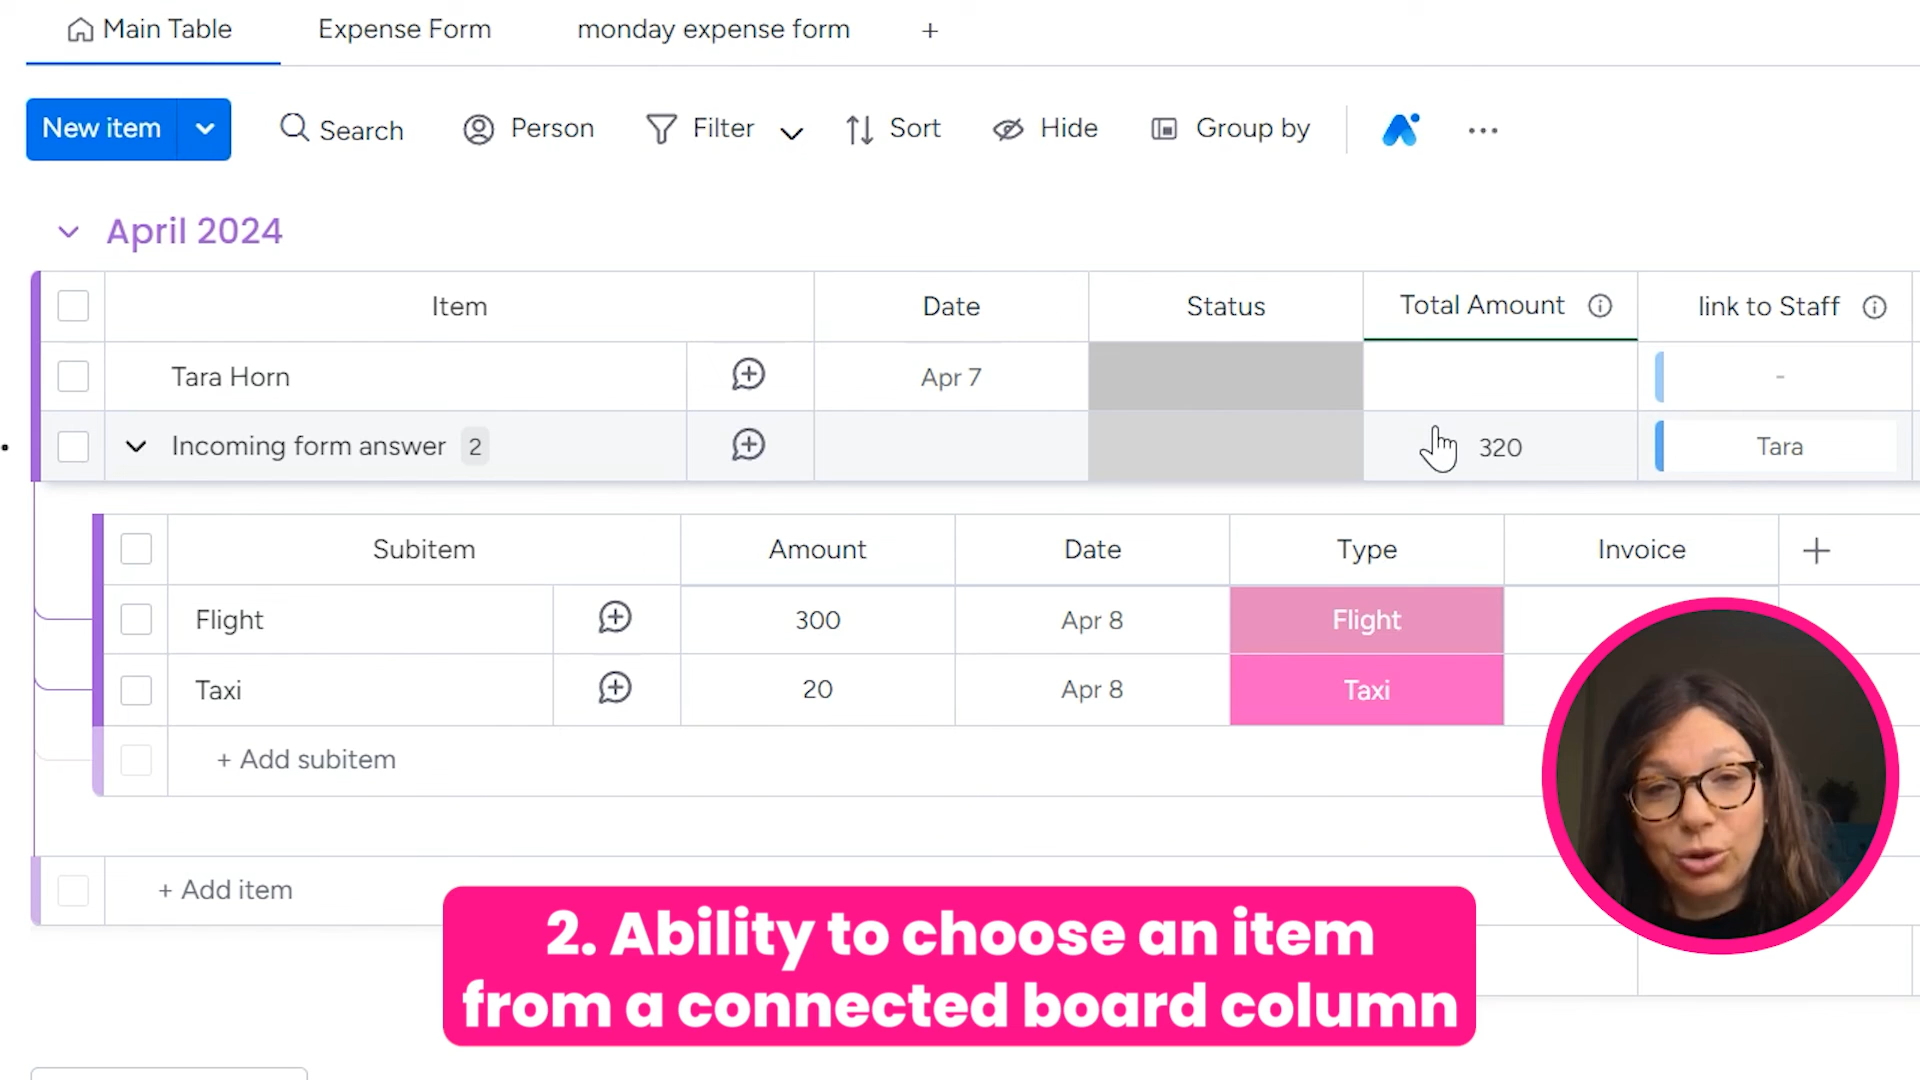 Main Table
Expense Form
monday expense form
+
New item
Search
Person
Filter
Sort
Hide
Group by
April 2024
Item
Date
Status
Total Amount
link to Staff
Tara Horn
Apr 7
-
Incoming form answer 2
320
Tara
Subitem
Amount
Date
Type
Invoice
+
Flight
300
Apr 8
Flight
Taxi
20
Apr 8
Taxi
+ Add subitem
+ Add item
2. Ability to choose an item
from a connected board column